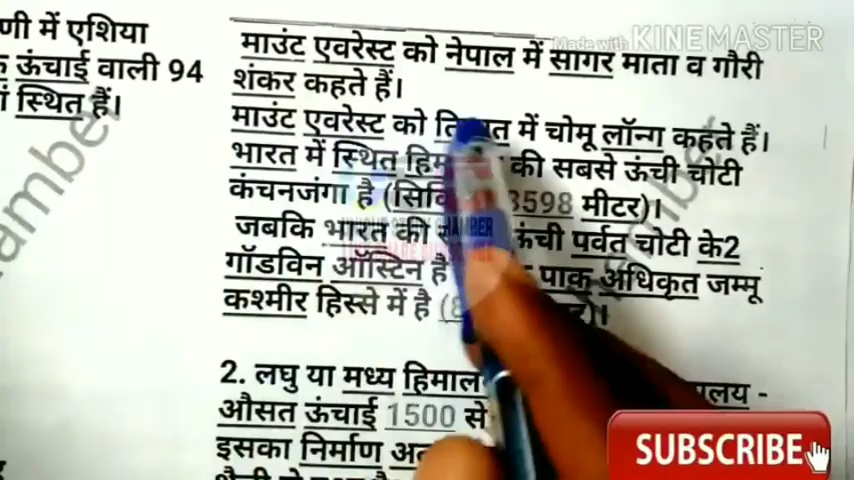 णी में एशिया
ऊंचाई वाली 94
स्थित हैं।
माउंट एवरेस्ट को नेपाल में सागर माता व गौरी
शंकर कहते हैं।
माउंट एवरेस्ट को में चोमू लॉन्ग कहते हैं।
भारत में स्थित की सबसे ऊंची चोटी
कंचनजंगा है 8598 मीटर)।
जबकि भारत की ऊंची पर्वत चोटी के2
गॉडविन ऑस्टिन है पाक अधिकृत जम्मू
कश्मीर हिस्से में है
2. लघु या मध्य
औसत ऊंचाई 1500 से
इसका निर्माण
Made with KINEMASTER
SUBSCRIBE